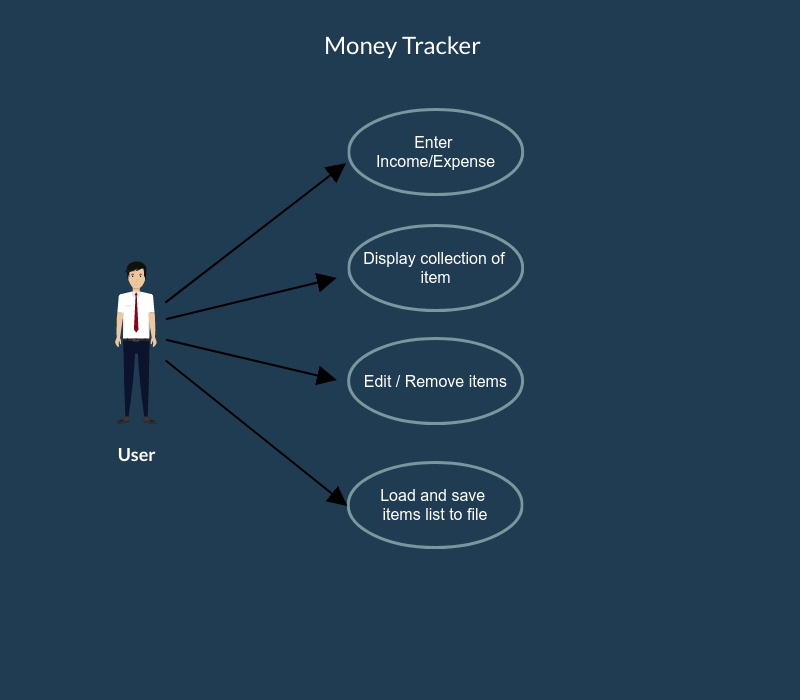 Money Tracker
Enter
Income/Expense
Display collection of
item
Edit / Remove items
Load and save
items list to file
User